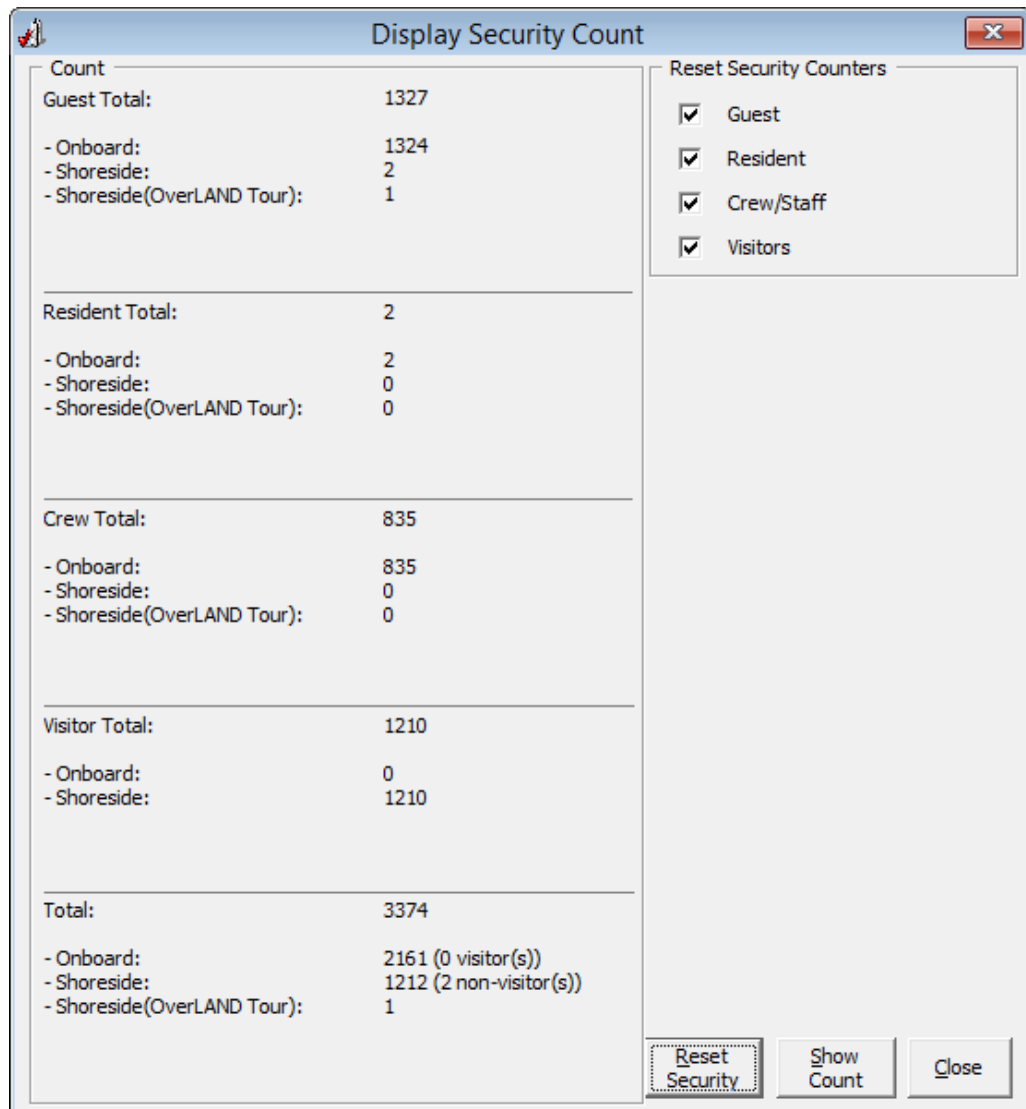 Display Security Count
Count
Guest Total: 1327
- Onboard: 1324
- Shoreside: 2
- Shoreside(OverLAND Tour): 1
Resident Total: 2
- Onboard: 2
- Shoreside: 0
- Shoreside(OverLAND Tour): 0
Crew Total: 835
- Onboard: 835
- Shoreside: 0
- Shoreside(OverLAND Tour): 0
Visitor Total: 1210
- Onboard: 0
- Shoreside: 1210
Total: 3374
- Onboard: 2161 (0 visitor(s))
- Shoreside: 1212 (2 non-visitor(s))
- Shoreside(OverLAND Tour): 1
Reset Security Counters
Guest
Resident
Crew/Staff
Visitors
Reset
Security
Show
Count
Close